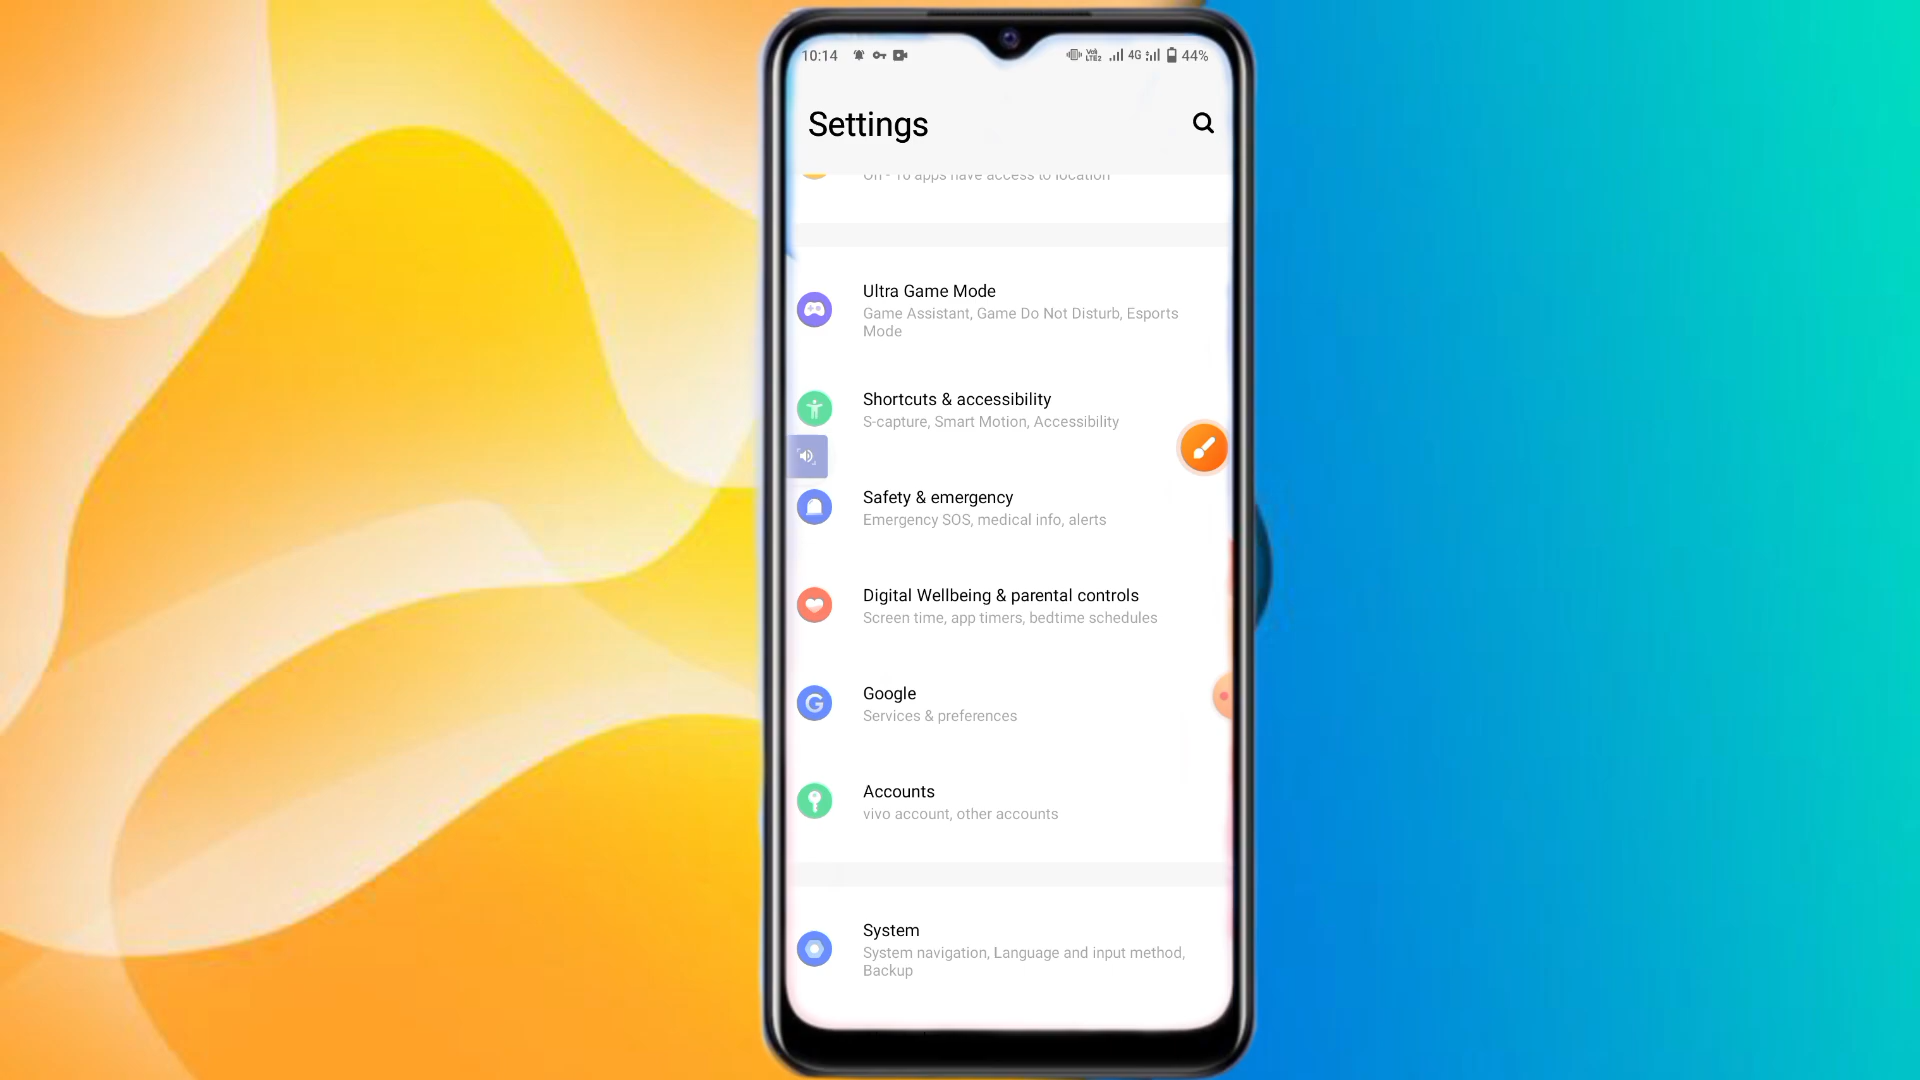 10:14 4G 44%
Settings
On - 16 apps have access to location
Ultra Game Mode
Game Assistant, Game Do Not Disturb, Esports
Mode
Shortcuts & accessibility
S-capture, Smart Motion, Accessibility
Safety & emergency
Emergency SOS, medical info, alerts
Digital Wellbeing & parental controls
Screen time, app timers, bedtime schedules
Google
Services & preferences
Accounts
vivo account, other accounts
System
System navigation, Language and input method,
Backup